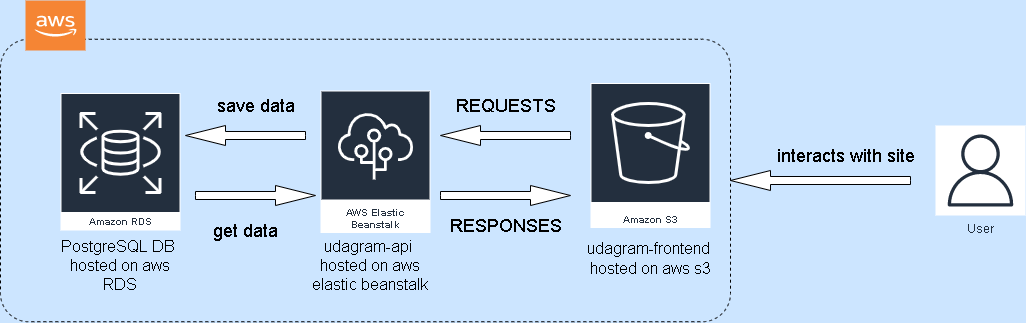 aws
save data
REQUESTS
interacts with site
Amazon RDS
AWS Elastic
Beanstalk
Amazon S3
get data
RESPONSES
User
PostgreSQL DB
hosted on aws
RDS
udagram-api
hosted on aws
elastic beanstalk
udagram-frontend
hosted on aws s3